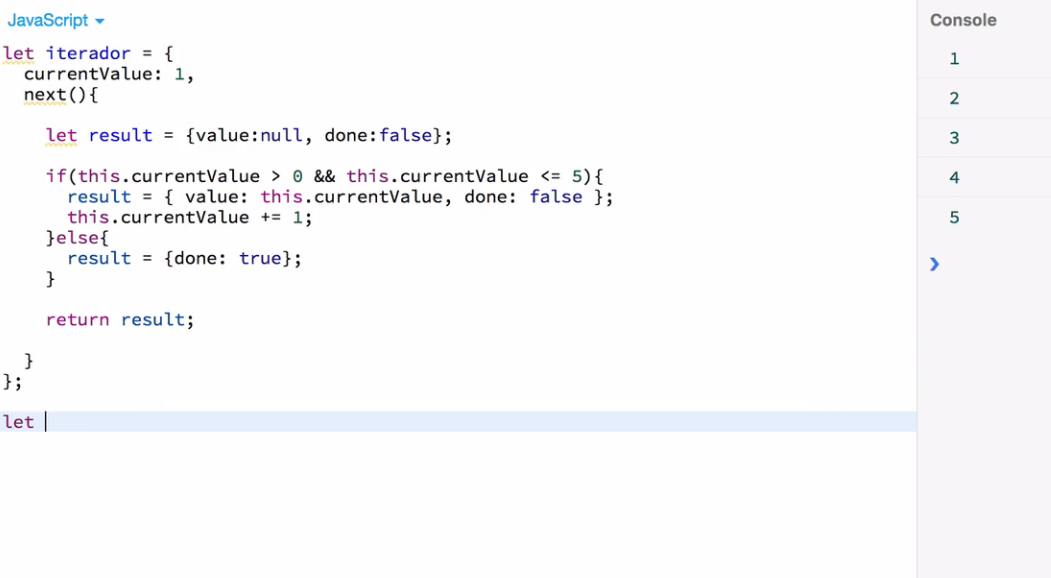 JavaScript
Console
let iterador = {
currentValue: 1,
next(){
let result = {value:null, done:false};
if(this.currentValue > 0 && this.currentValue <= 5){
result = { value: this.currentValue, done: false };
this.currentValue += 1;
}else{
result = {done: true};
}
return result;
}
};
let
1
2
3
4
5